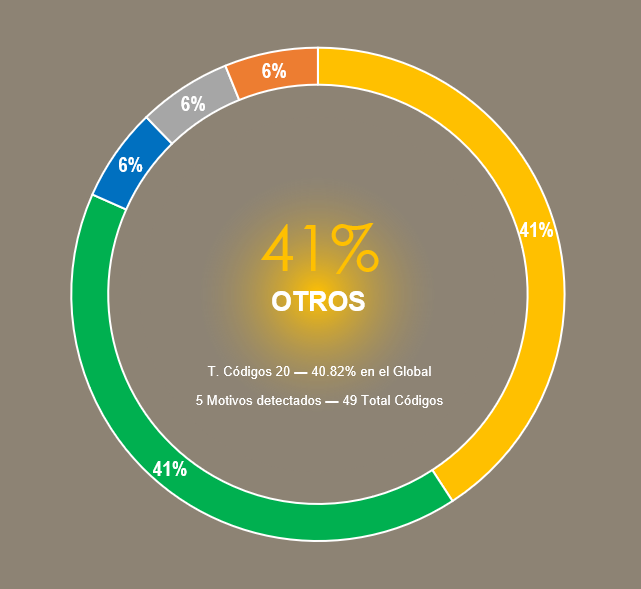 6%
6%
6%
41%
41%
OTROS
T. Códigos 20 — 40.82% en el Global
5 Motivos detectados — 49 Total Códigos
41%